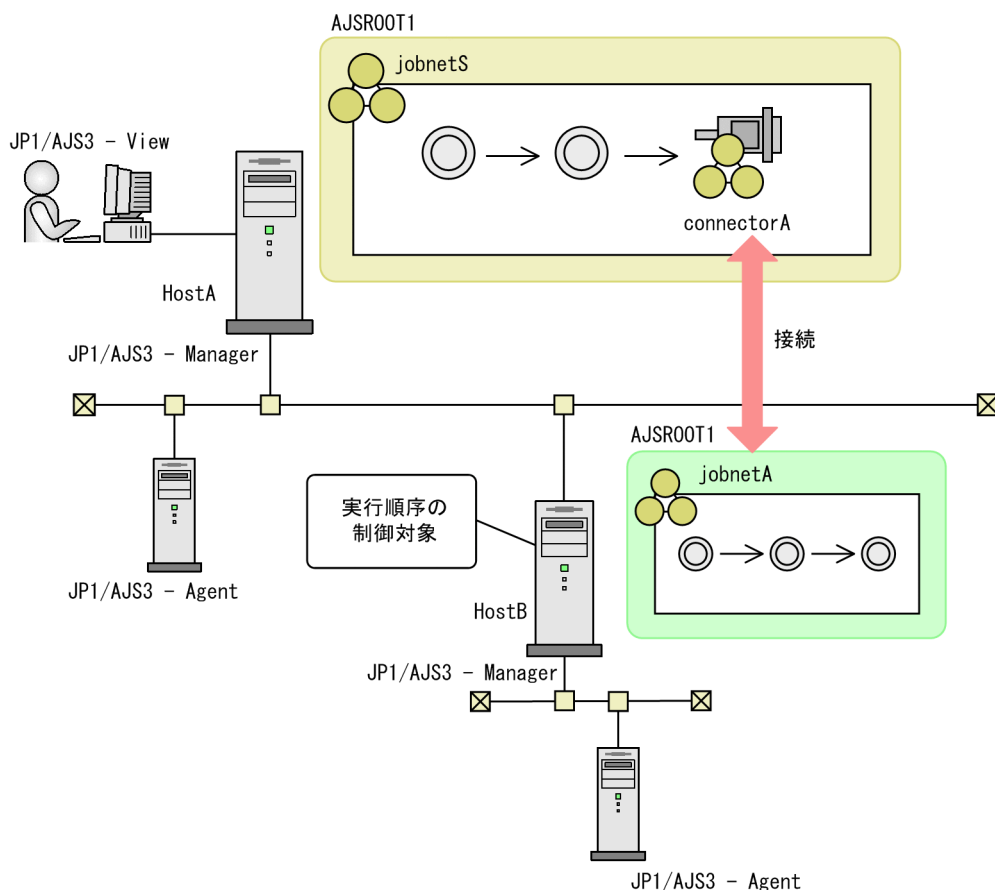 AJSROOT1
jobnetS
JP1/AJS3 - View
connectorA
HostA
接続
JP1/AJS3 - Manager
AJSROOT1
jobnetA
実行順序の
制御対象
JP1/AJS3 - Agent
HostB
JP1/AJS3 - Manager
JP1/AJS3 - Agent